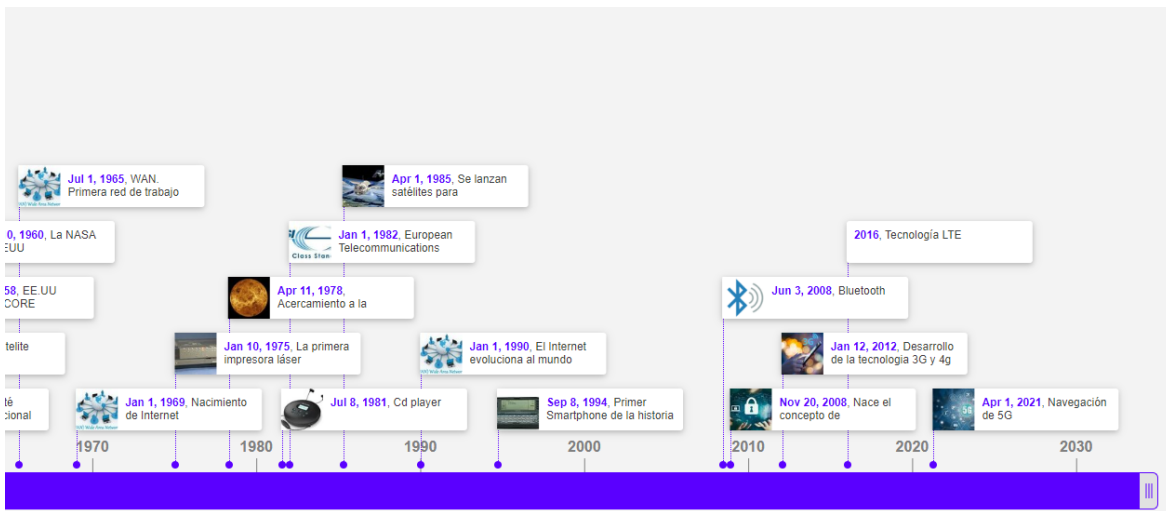 Jul 1, 1965, WAN.
Primera red de trabajo
Apr 1, 1985, Se lanzan
satélites para
0, 1960, La NASA
EUU
Class Stan
Jan 1, 1982, European
Telecommunications
2016, Tecnología LTE
58, EE.UU
CORE
Apr 11, 1978,
Acercamiento a la
Jun 3, 2008, Bluetooth
telite
Jan 10, 1975, La primera
impresora láser
Jan 1, 1990, El Internet
evoluciona al mundo
Jan 12, 2012, Desarrollo
de la tecnologia 3G y 4g
té
cional
Jan 1, 1969, Nacimiento
de Internet
Jul 8, 1981, Cd player
Sep 8, 1994, Primer
Smartphone de la historia
Nov 20, 2008, Nace el
concepto de
5G
Apr 1, 2021, Navegación
de 5G
1970 1980 1990 2000 2010 2020 2030